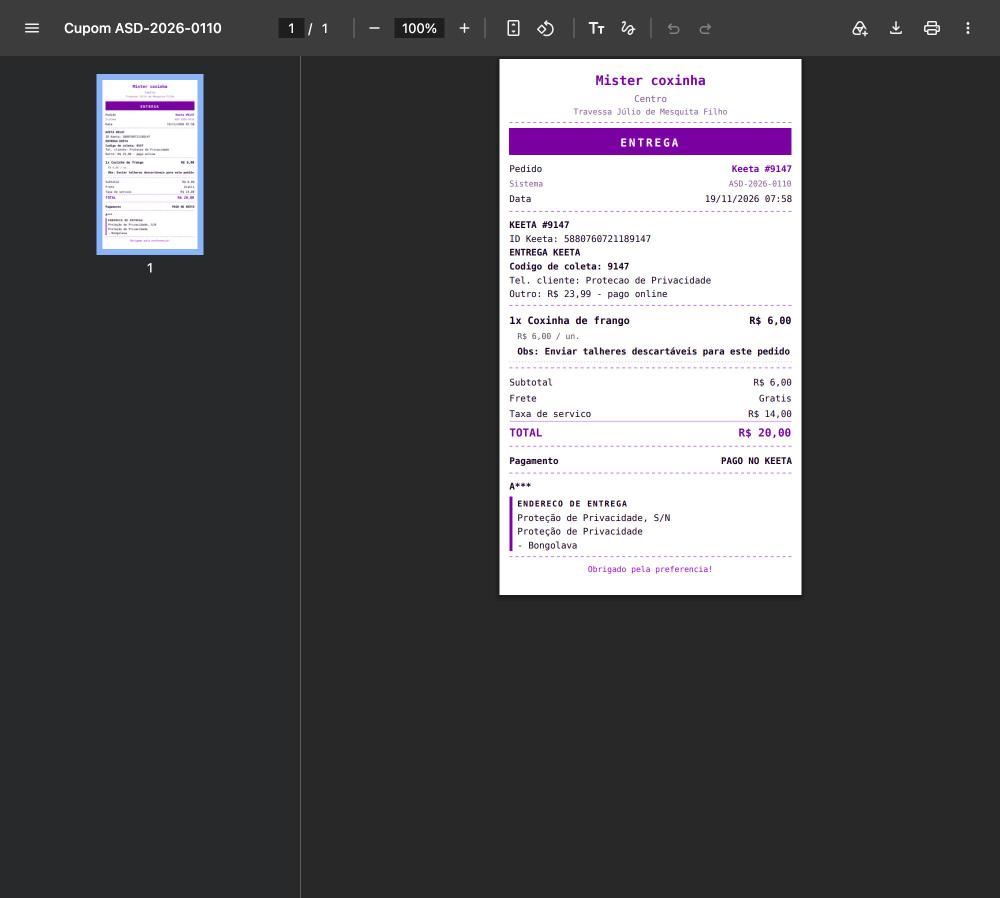 Cupom ASD-2026-0110
1 / 1
100%
1
Mister coxinha
Centro
Travessa Júlio de Mesquita Filho
ENTREGA
Pedido Keeta #9147
Sistema ASD-2026-0110
Data 19/11/2026 07:58
KEETA #9147
ID Keeta: 5880760721189147
ENTREGA KEETA
Codigo de coleta: 9147
Tel. cliente: Protecao de Privacidade
Outro: R$ 23,99 - pago online
1x Coxinha de frango R$ 6,00
R$ 6,00 / un.
Obs: Enviar talheres descartáveis para este pedido
Subtotal R$ 6,00
Frete Gratis
Taxa de servico R$ 14,00
TOTAL R$ 20,00
Pagamento PAGO NO KEETA
A***
ENDERECO DE ENTREGA
Proteção de Privacidade, S/N
Proteção de Privacidade
- Bongolava
Obrigado pela preferencia!